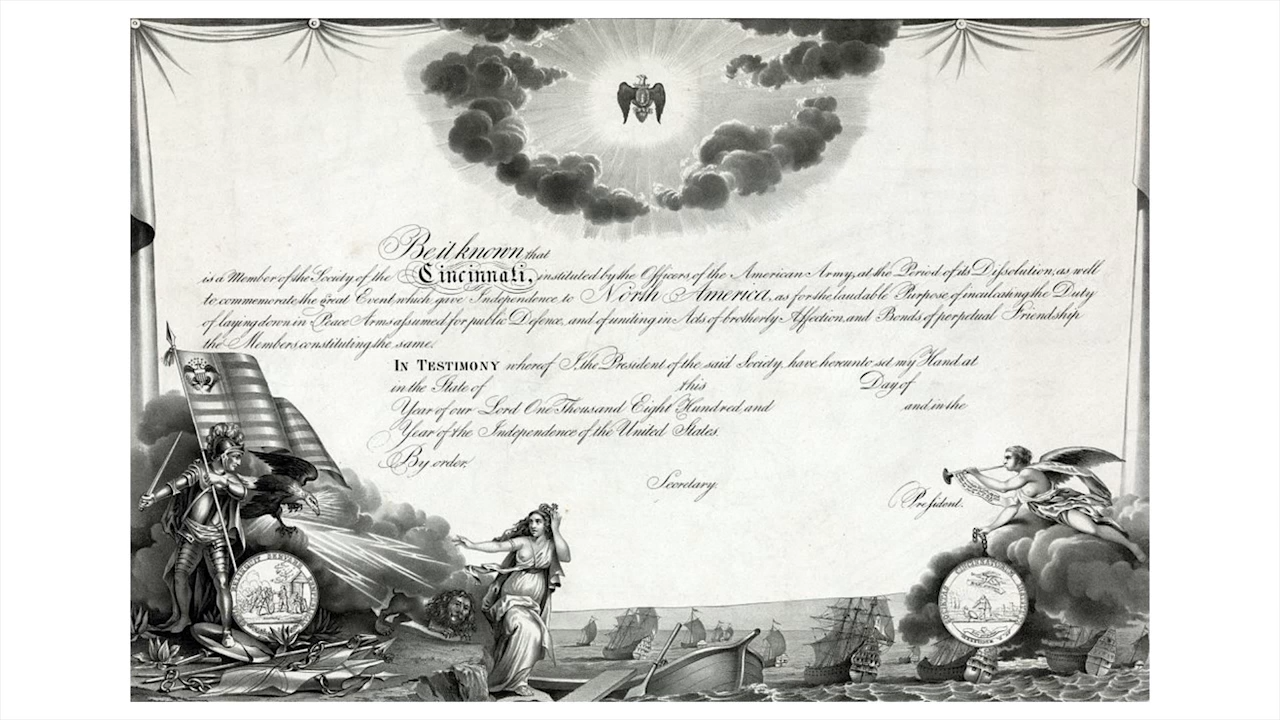 Be it known that
is a Member of the Society of the Cincinnati, instituted by the Officers of the American Army, at the Period of its Dissolution, as well
to commemorate the great Event which gave Independence to North America, as for the laudable Purpose of inculcating the Duty
of laying down in Peace Arms assumed for public Defence, and of uniting in Acts of brotherly Affection, and Bonds of perpetual Friendship
the Members constituting the same.
IN TESTIMONY whereof I, the President of the said Society, have hereunto set my Hand at
in the State of this Day of
Year of our Lord One Thousand Eight Hundred and and in the
Year of the Independence of the United States.
By order,
Secretary.
President.